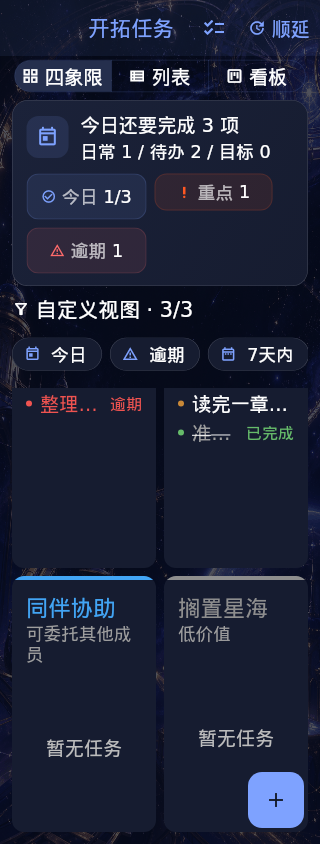 开拓任务 顺延
四象限 列表 看板
今日还要完成 3 项
日常 1 / 待办 2 / 目标 0
今日 1/3 重点 1
逾期 1
自定义视图 · 3/3
今日 逾期 7天内
整理... 逾期
读完一章...
准... 已完成
同伴协助
可委托其他成员
暂无任务
搁置星海
低价值
暂无任务
+